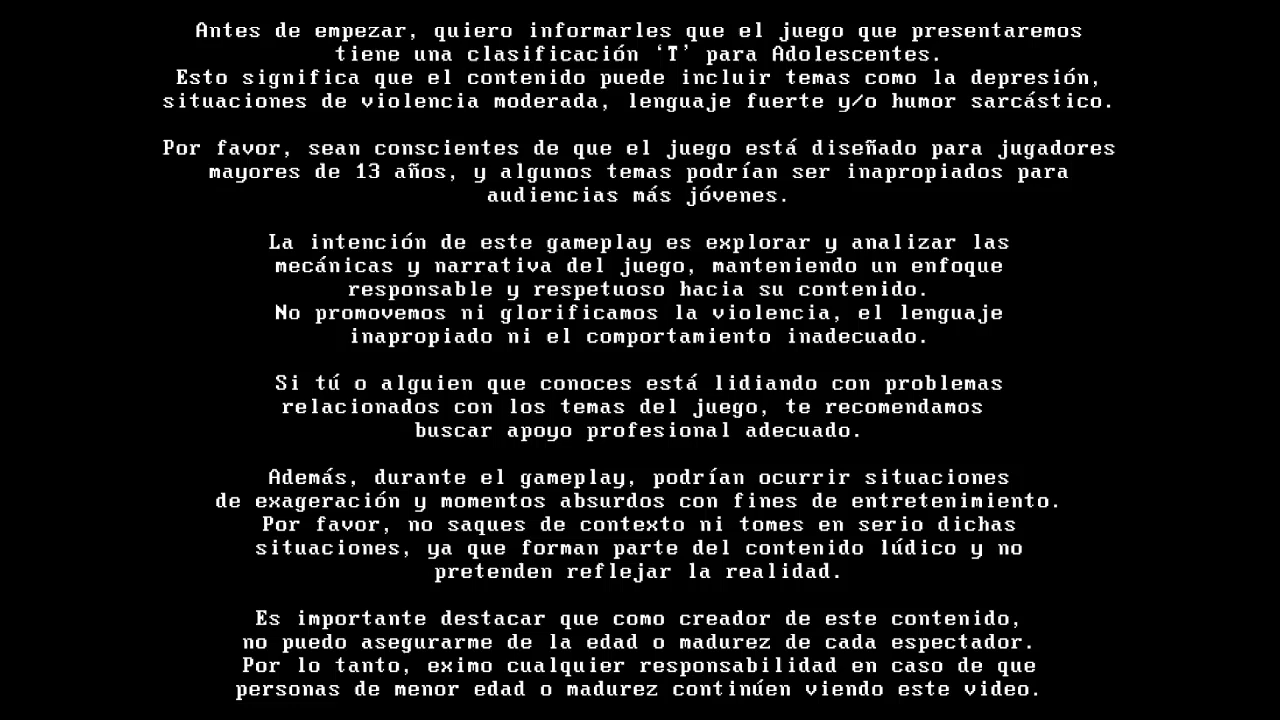 Antes de empezar, quiero informarles que el juego que presentaremos
tiene una clasificación ‘T’ para Adolescentes.
Esto significa que el contenido puede incluir temas como la depresión,
situaciones de violencia moderada, lenguaje fuerte y/o humor sarcástico.
Por favor, sean conscientes de que el juego está diseñado para jugadores
mayores de 13 años, y algunos temas podrían ser inapropiados para
audiencias más jóvenes.
La intención de este gameplay es explorar y analizar las
mecánicas y narrativa del juego, manteniendo un enfoque
responsable y respetuoso hacia su contenido.
No promovemos ni glorificamos la violencia, el lenguaje
inapropiado ni el comportamiento inadecuado.
Si tú o alguien que conoces está lidiando con problemas
relacionados con los temas del juego, te recomendamos
buscar apoyo profesional adecuado.
Además, durante el gameplay, podrían ocurrir situaciones
de exageración y momentos absurdos con fines de entretenimiento.
Por favor, no saques de contexto ni tomes en serio dichas
situaciones, ya que forman parte del contenido lúdico y no
pretenden reflejar la realidad.
Es importante destacar que como creador de este contenido,
no puedo asegurarme de la edad o madurez de cada espectador.
Por lo tanto, eximo cualquier responsabilidad en caso de que
personas de menor edad o madurez continúen viendo este video.